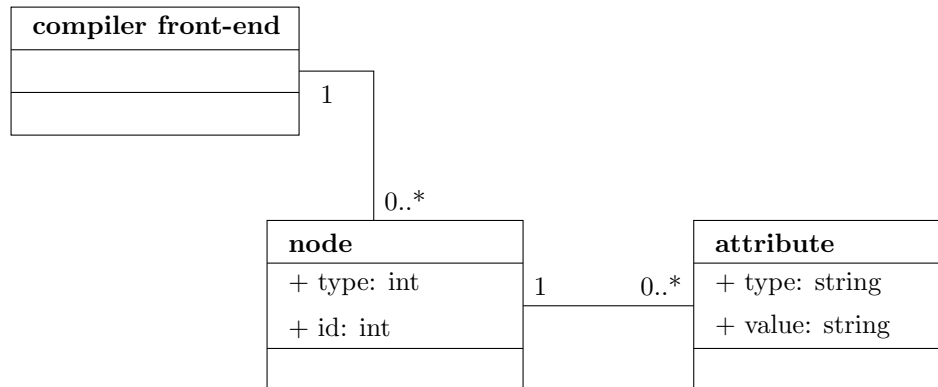 compiler front-end
1
0..*
node
+ type: int
+ id: int
1
0..*
attribute
+ type: string
+ value: string